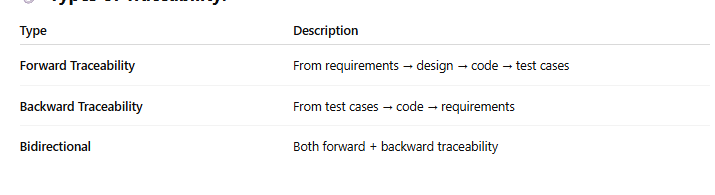 Types of Traceability:
Type Description
Forward Traceability From requirements → design → code → test cases
Backward Traceability From test cases → code → requirements
Bidirectional Both forward + backward traceability